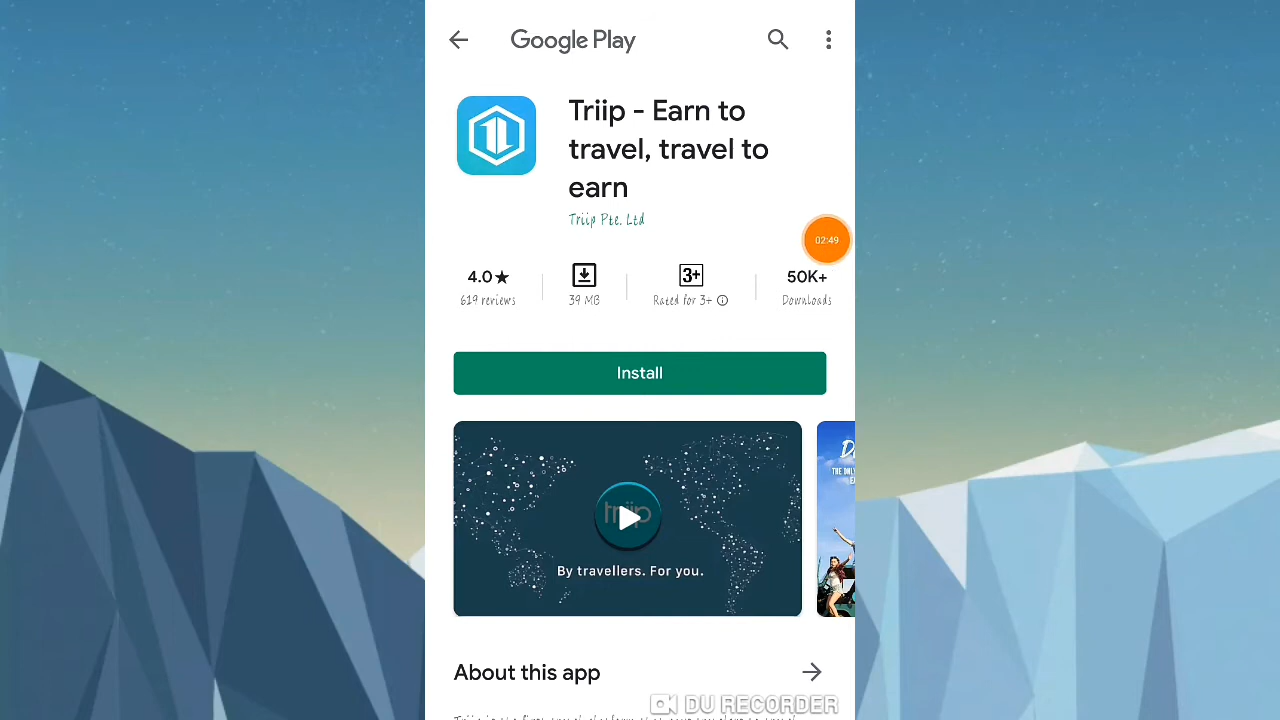 Google Play
Triip - Earn to
travel, travel to
earn
Triip Pte. Ltd
02:49
4.0★
3+
50K+
619 reviews
39 MB
Rated for 3+
Downloads
Install
triip
By travellers. For you.
About this app
DU RECORDER